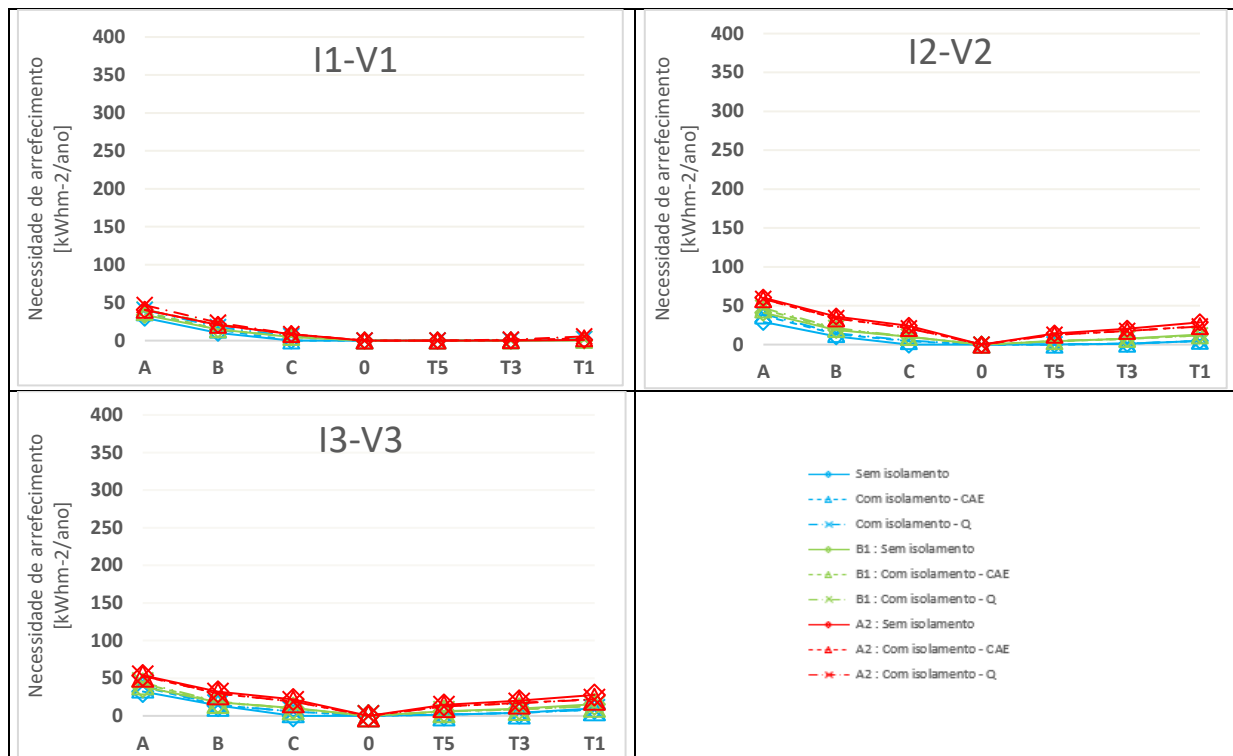 I1-V1
Necessidade de arrefecimento
[kWhm-2/ano]
400
350
300
250
200
150
100
50
0
A B C 0 T5 T3 T1
I2-V2
Necessidade de arrefecimento
[kWhm-2/ano]
400
350
300
250
200
150
100
50
0
A B C 0 T5 T3 T1
I3-V3
Necessidade de arrefecimento
[kWhm-2/ano]
400
350
300
250
200
150
100
50
0
A B C 0 T5 T3 T1
Sem isolamento
Com isolamento - CAE
Com isolamento - Q
B1 : Sem isolamento
B1 : Com isolamento - CAE
B1 : Com isolamento - Q
A2 : Sem isolamento
A2 : Com isolamento - CAE
A2 : Com isolamento - Q